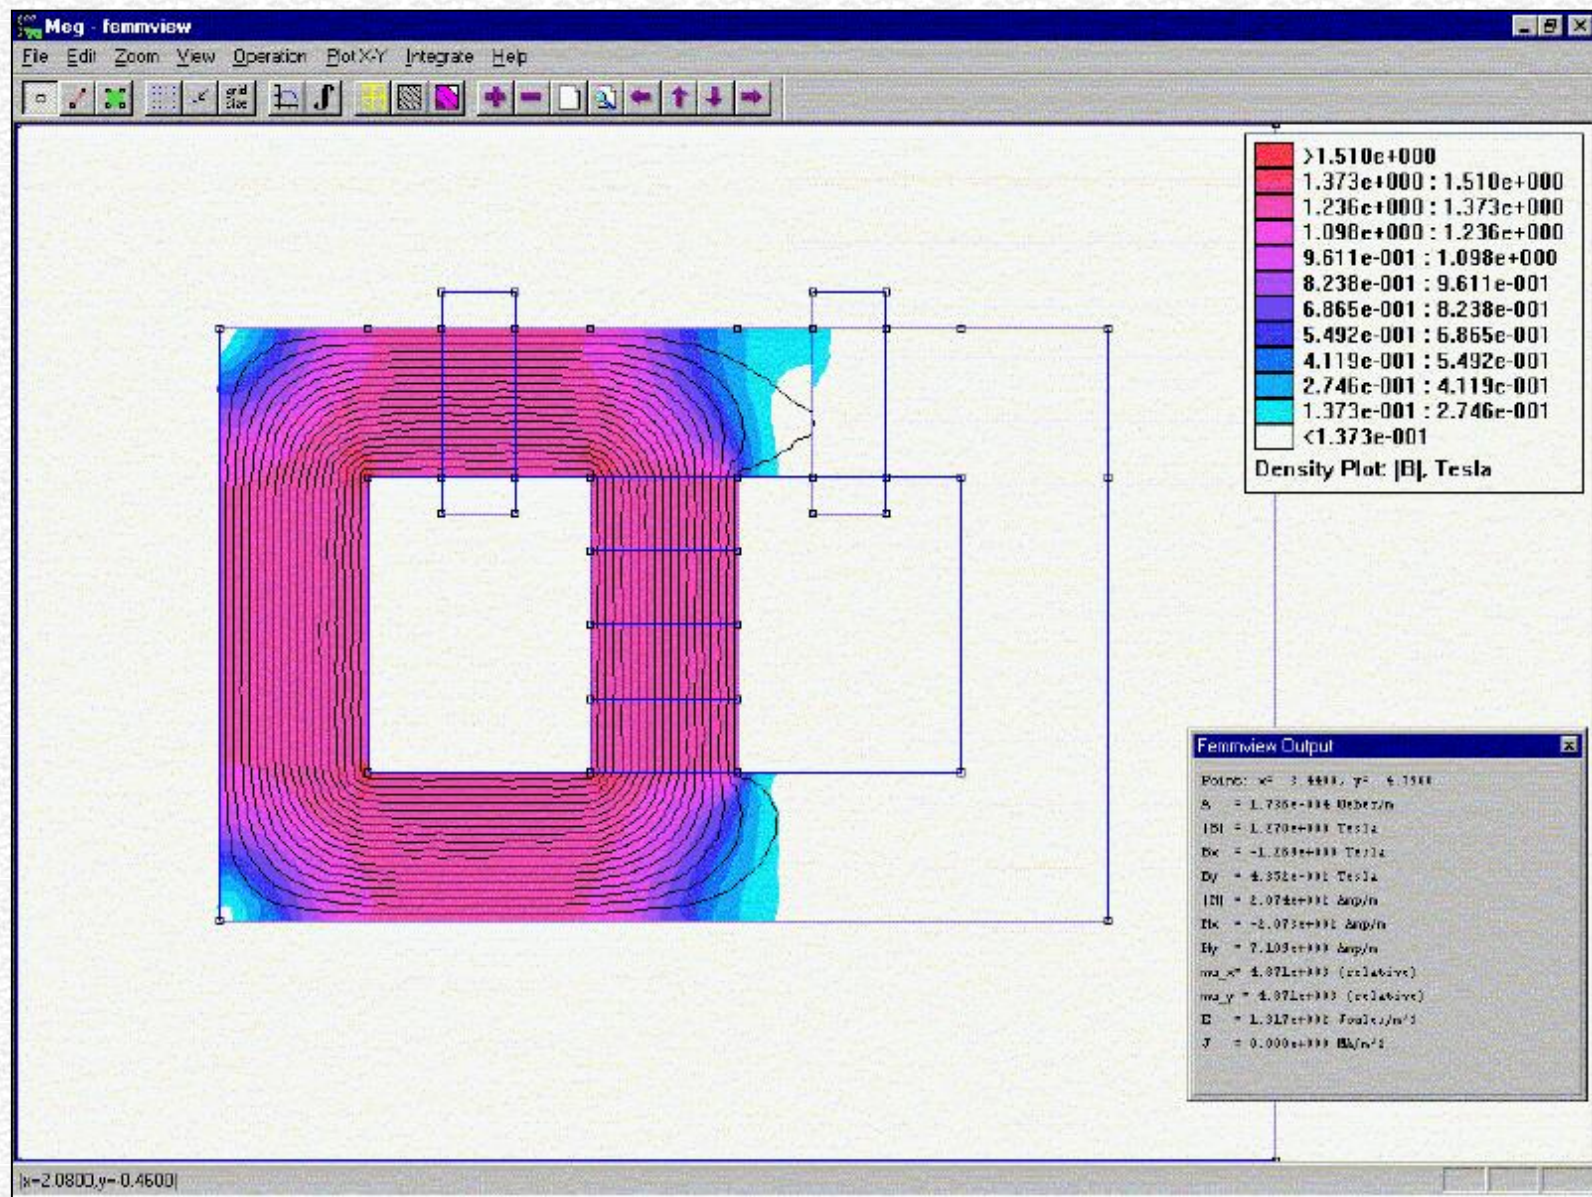 Meg - femmview
File Edit Zoom View Operation Plot X-Y Integrate Help
grid size
>1.510e+000
1.373e+000 : 1.510e+000
1.236e+000 : 1.373e+000
1.098e+000 : 1.236e+000
9.611e-001 : 1.098e+000
8.238e-001 : 9.611e-001
6.865e-001 : 8.238e-001
5.492e-001 : 6.865e-001
4.119e-001 : 5.492e-001
2.746e-001 : 4.119e-001
1.373e-001 : 2.746e-001
<1.373e-001
Density Plot: |B|, Tesla
Femmview Output
Point: x= y=
A = Weber/m
|B| = Tesla
Bx = Tesla
By = Tesla
|H| = Amp/m
Hx = Amp/m
Hy = Amp/m
mu_x= (relative)
mu_y = (relative)
E =
J = 0.000e+000 MA/m^2